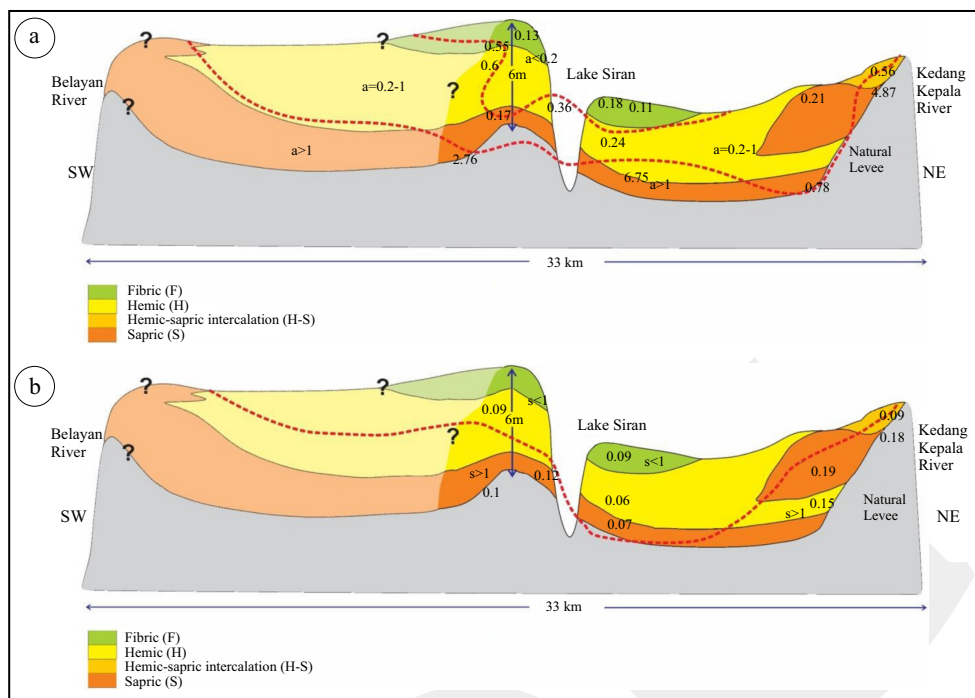 a
?
?
?
?
Belayan
River
SW
a>1
a=0.2-1
0.13
0.55
a<0.2
0.6
6m
0.17
2.76
0.36
Lake Siran
0.18
0.11
0.24
6.75
a>1
a=0.2-1
0.21
0.78
0.56
4.87
Kedang
Kepala
River
Natural
Levee
NE
33 km
Fibric (F)
Hemic (H)
Hemic-sapric intercalation (H-S)
Sapric (S)
b
?
?
?
?
Belayan
River
SW
0.09
s<1
6m
s>1
0.12
0.1
Lake Siran
0.09
s<1
0.06
0.07
0.19
0.15
s>1
0.09
0.18
Kedang
Kepala
River
Natural
Levee
NE
33 km
Fibric (F)
Hemic (H)
Hemic-sapric intercalation (H-S)
Sapric (S)